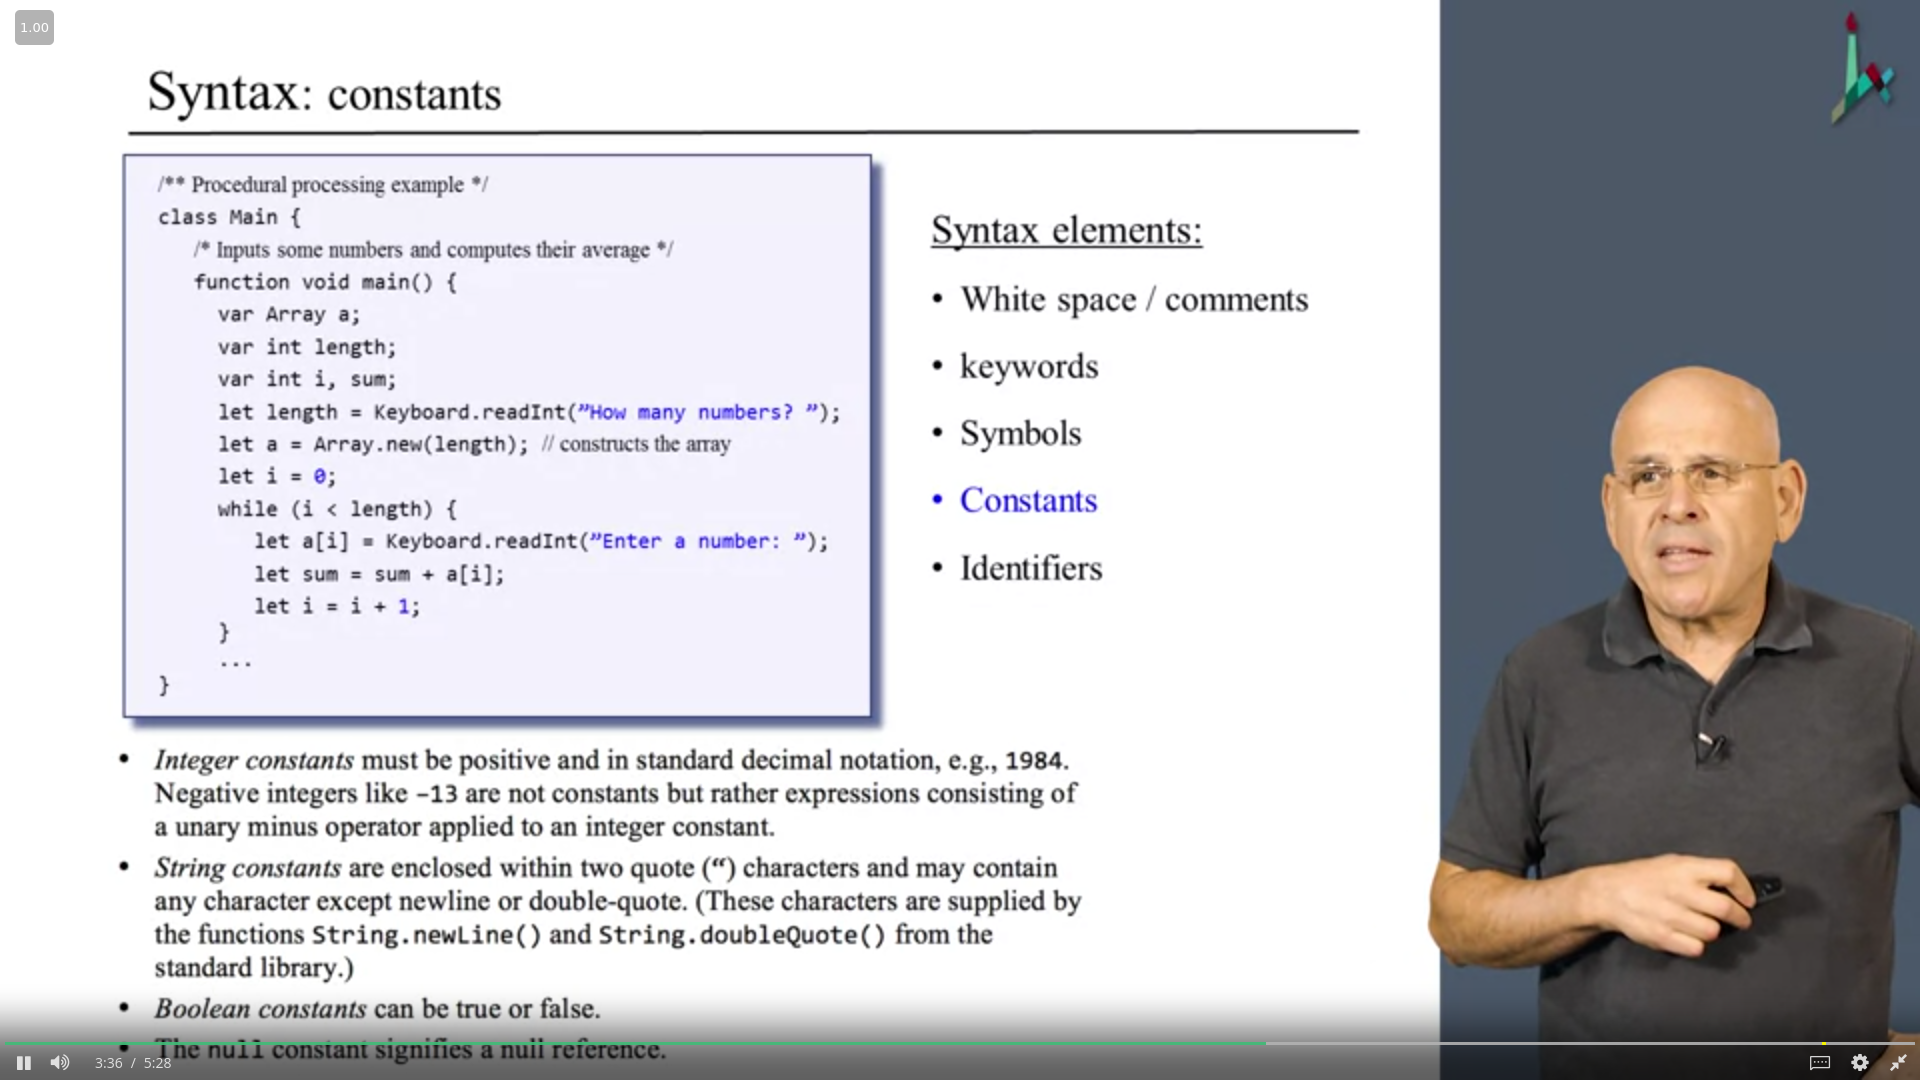 1.00
Syntax: constants
/** Procedural processing example */
class Main {
/* Inputs some numbers and computes their average */
function void main() {
var Array a;
var int length;
var int i, sum;
let length = Keyboard.readInt(”How many numbers? ”);
let a = Array.new(length); // constructs the array
let i = 0;
while (i < length) {
let a[i] = Keyboard.readInt(”Enter a number: ”);
let sum = sum + a[i];
let i = i + 1;
}
...
}
Syntax elements:
• White space / comments
• keywords
• Symbols
• Constants
• Identifiers
• Integer constants must be positive and in standard decimal notation, e.g., 1984.
Negative integers like −13 are not constants but rather expressions consisting of
a unary minus operator applied to an integer constant.
• String constants are enclosed within two quote (“) characters and may contain
any character except newline or double-quote. (These characters are supplied by
the functions String.newLine() and String.doubleQuote() from the
standard library.)
• Boolean constants can be true or false.
• The null constant signifies a null reference.
3:36 / 5:28